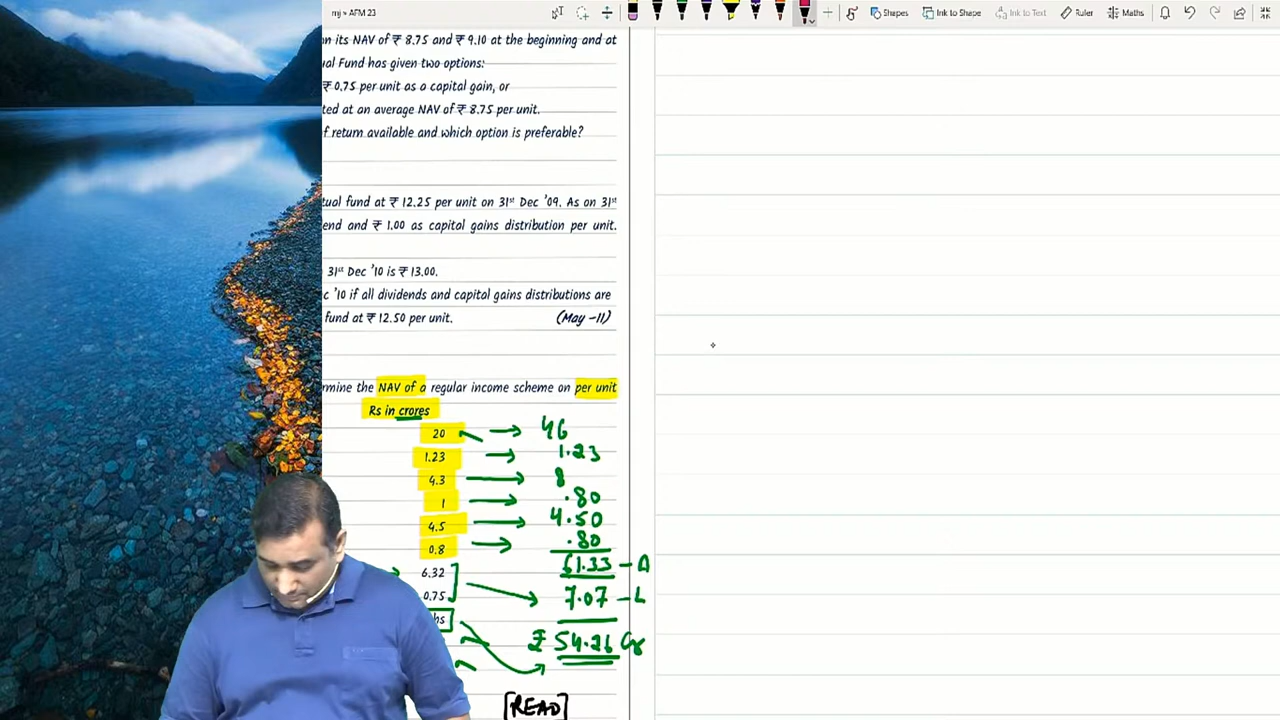 mj ~ AFM 23
Shapes
Ink to Shape
Ink to Text
Ruler
Maths
n its NAV of ₹ 8.75 and ₹ 9.10 at the beginning and at
al Fund has given two options:
₹ 0.75 per unit as a capital gain, or
ted at an average NAV of ₹ 8.75 per unit.
f return available and which option is preferable?
tual fund at ₹ 12.25 per unit on 31st Dec '09. As on 31st
end and ₹ 1.00 as capital gains distribution per unit.
31st Dec '10 is ₹ 13.00.
c '10 if all dividends and capital gains distributions are
fund at ₹ 12.50 per unit. (May -11)
rmine the NAV of a regular income scheme on per unit
Rs in crores
20 → 46
1.23 → 1.23
4.3 → 8
1 → .80
4.5 → 4.50
0.8 → .80
61.33 - A
6.32
0.75 → 7.07 - L
hs
₹ 54.26 Cr
[READ]